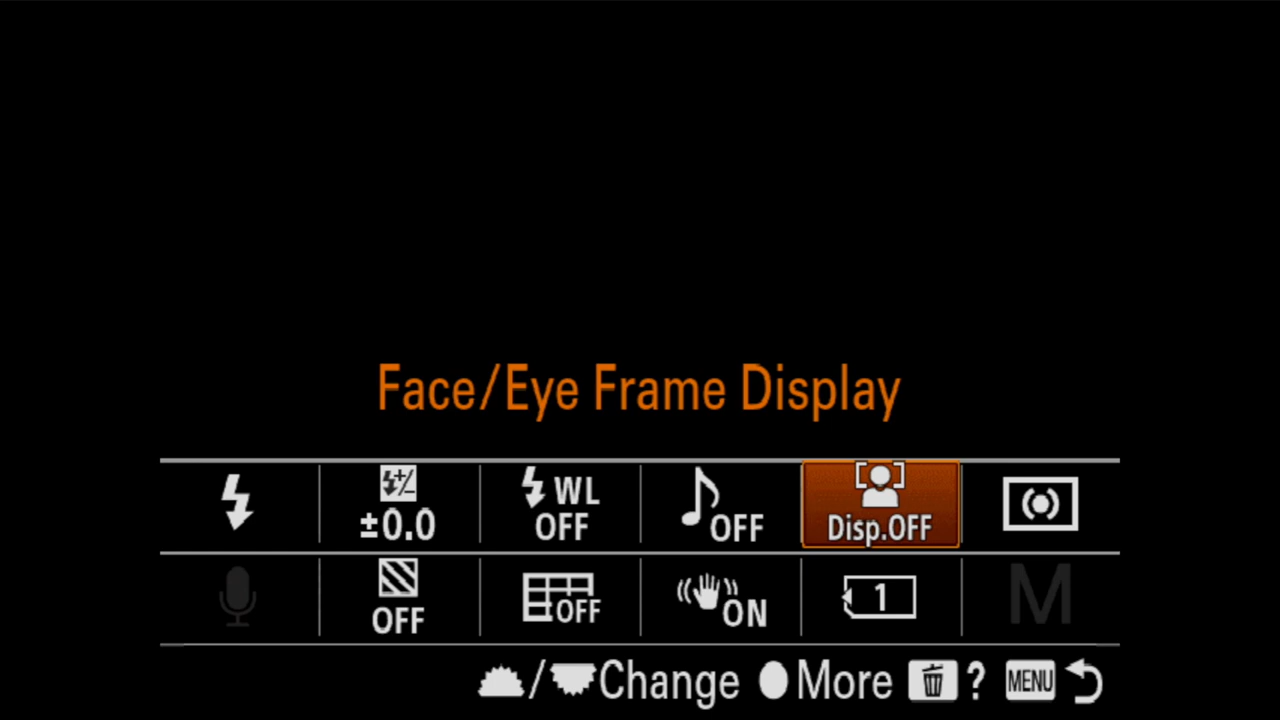 Face/Eye Frame Display
±0.0
WL
OFF
OFF
Disp.OFF
OFF
OFF
ON
1
M
/ Change More ? MENU